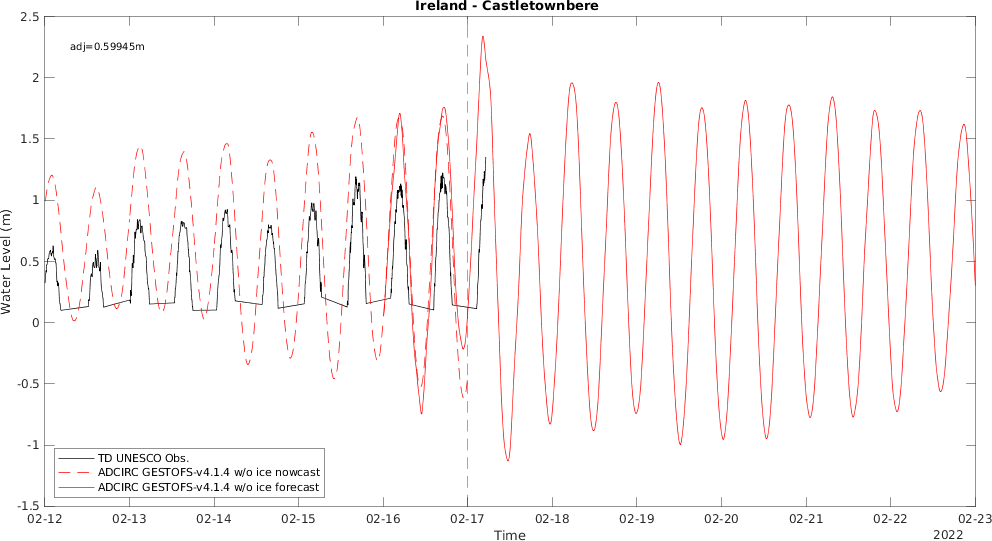 Ireland - Castletownbere
adj=0.59945m
2.5
2
1.5
1
0.5
0
-0.5
-1
-1.5
Water Level (m)
TD UNESCO Obs.
ADCIRC GESTOFS-v4.1.4 w/o ice nowcast
ADCIRC GESTOFS-v4.1.4 w/o ice forecast
02-12 02-13 02-14 02-15 02-16 02-17 02-18 02-19 02-20 02-21 02-22 02-23
Time
2022